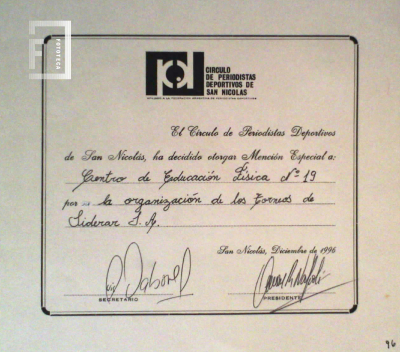 FOTOTECA
CIRCULO
DE PERIODISTAS
DEPORTIVOS
DE SAN NICOLAS
El Círculo de Periodistas Deportivos
de San Nicolás, ha decidido otorgar Mención Especial a:
Centro de Educación Física Nº 19
por la organización de los Torneos de
Siderar S.A.
San Nicolás, Diciembre de 1996
SECRETARIO
PRESIDENTE
96